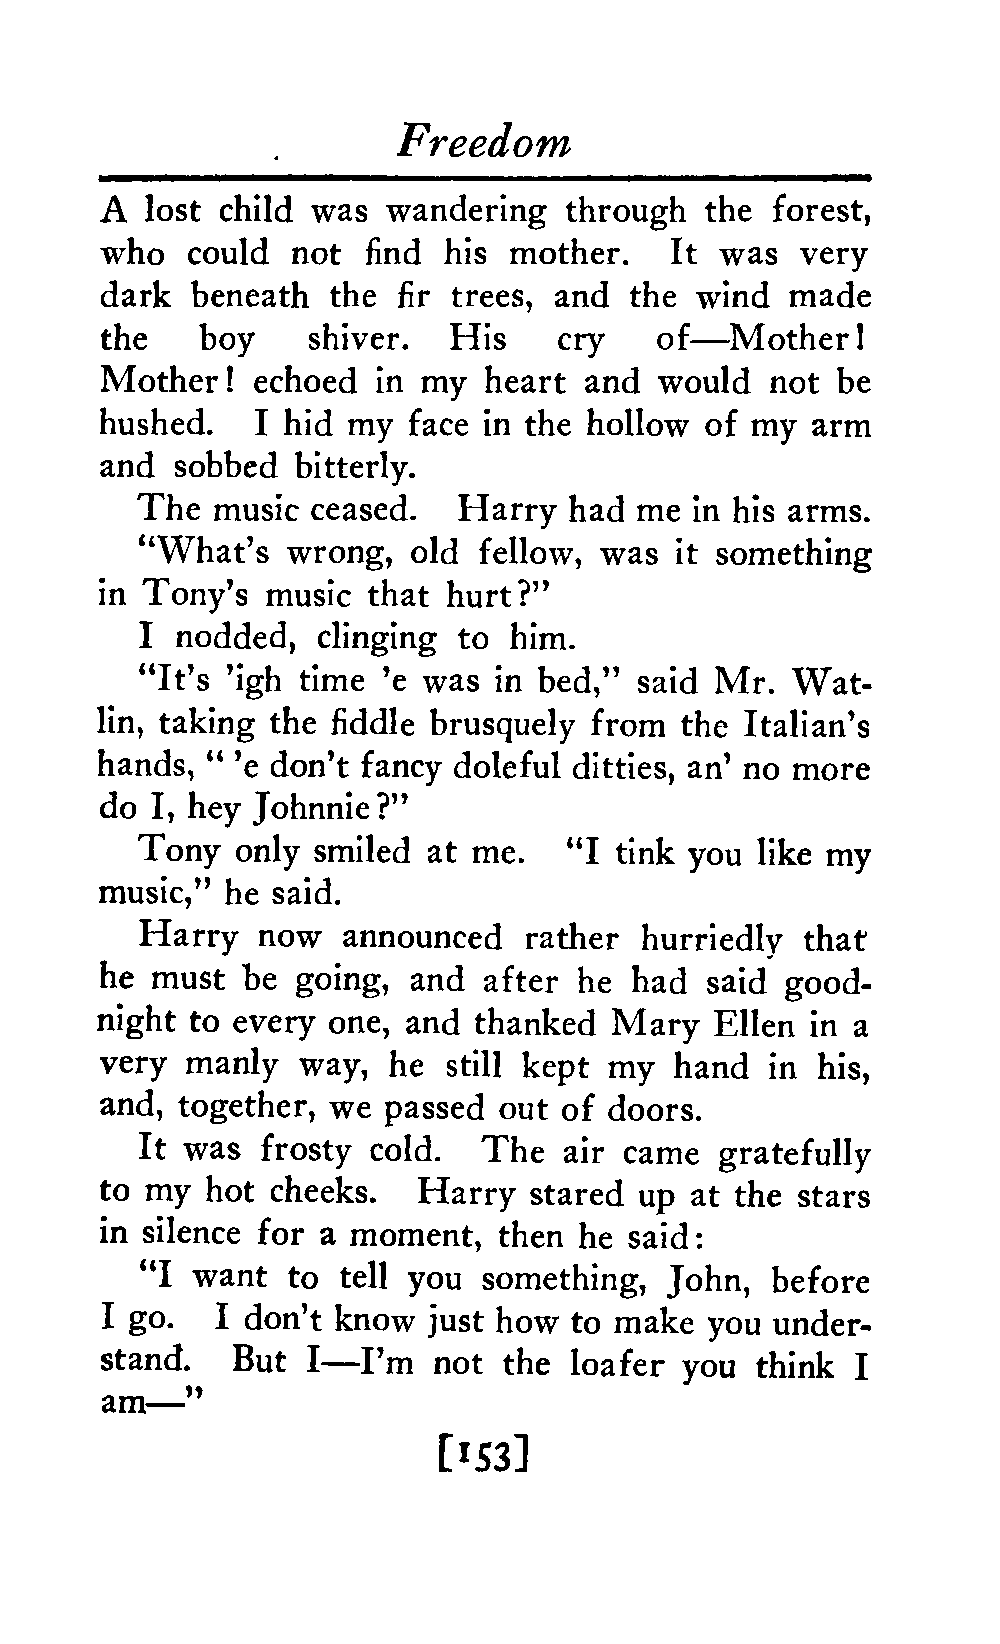 Freedom
A lost child was wandering through the forest,
who could not find his mother. It was very
dark beneath the fir trees, and the wind made
the boy shiver. His cry of—Mother!
Mother! echoed in my heart and would not be
hushed. I hid my face in the hollow of my arm
and sobbed bitterly.
The music ceased. Harry had me in his arms.
“What’s wrong, old fellow, was it something
in Tony’s music that hurt?”
I nodded, clinging to him.
“It’s ’igh time ’e was in bed,” said Mr. Wat-
lin, taking the fiddle brusquely from the Italian’s
hands, “ ’e don’t fancy doleful ditties, an’ no more
do I, hey Johnnie?”
Tony only smiled at me. “I tink you like my
music,” he said.
Harry now announced rather hurriedly that
he must be going, and after he had said good-
night to every one, and thanked Mary Ellen in a
very manly way, he still kept my hand in his,
and, together, we passed out of doors.
It was frosty cold. The air came gratefully
to my hot cheeks. Harry stared up at the stars
in silence for a moment, then he said:
“I want to tell you something, John, before
I go. I don’t know just how to make you under-
stand. But I—I’m not the loafer you think I
am—”
[153]